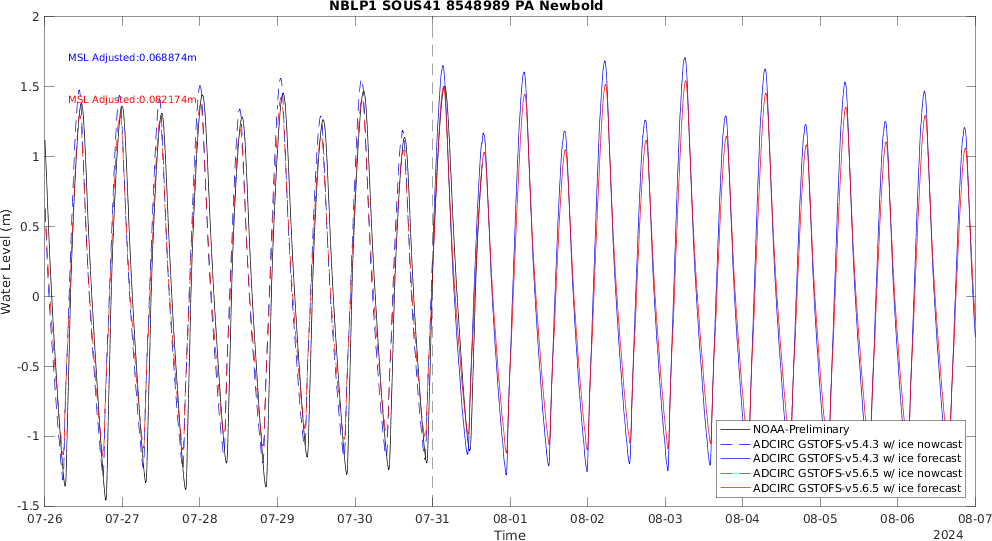 NBLP1 SOUS41 8548989 PA Newbold
MSL Adjusted:0.068874m
MSL Adjusted:0.082174m
Water Level (m)
2
1.5
1
0.5
0
-0.5
-1
-1.5
NOAA-Preliminary
ADCIRC GSTOFS-v5.4.3 w/ ice nowcast
ADCIRC GSTOFS-v5.4.3 w/ ice forecast
ADCIRC GSTOFS-v5.6.5 w/ ice nowcast
ADCIRC GSTOFS-v5.6.5 w/ ice forecast
07-26 07-27 07-28 07-29 07-30 07-31 08-01 08-02 08-03 08-04 08-05 08-06 08-07
Time
2024